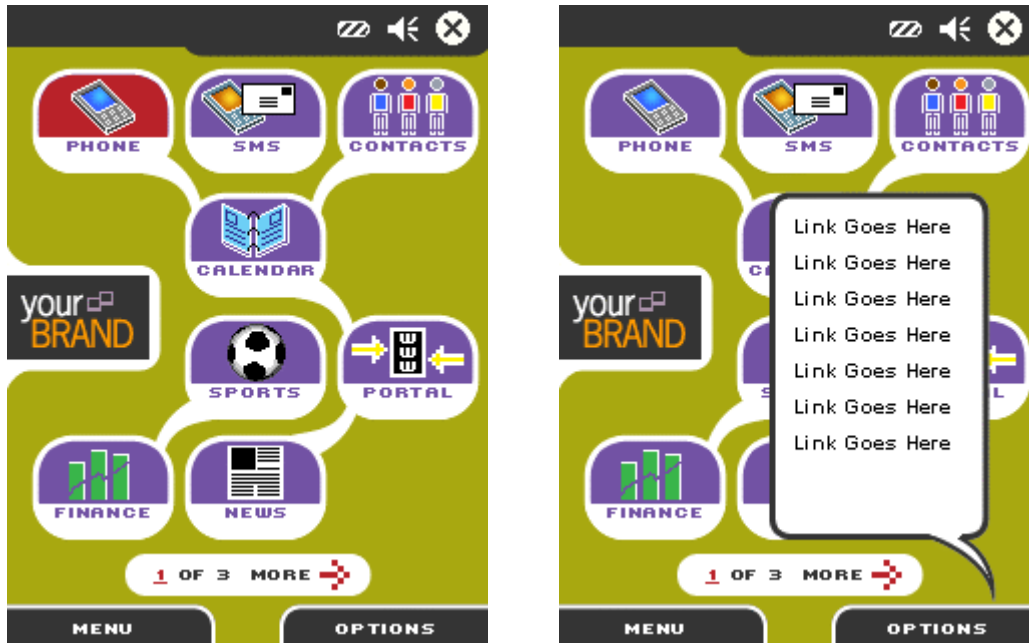 PHONE SMS CONTACTS
CALENDAR
your
BRAND
WWW
SPORTS PORTAL
FINANCE NEWS
1 OF 3 MORE
MENU OPTIONS
PHONE SMS CONTACTS
Link Goes Here
Link Goes Here
C
Link Goes Here
your
BRAND
Link Goes Here
Link Goes Here
S L
Link Goes Here
Link Goes Here
FINANCE
1 OF 3 MORE
MENU OPTIONS